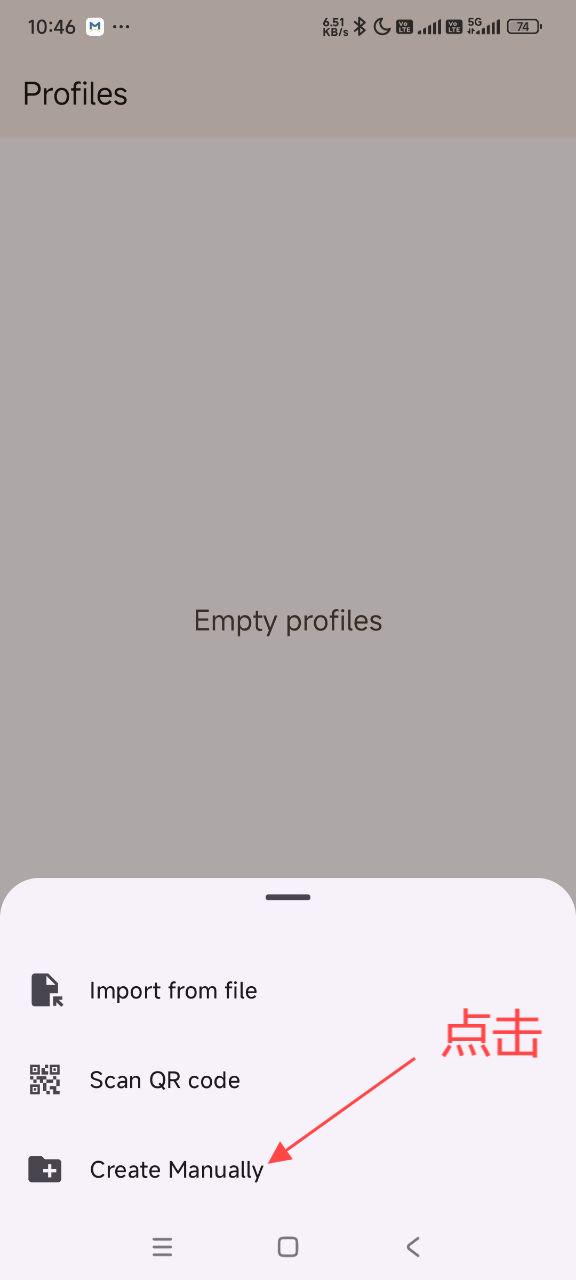 10:46 M ... 6.51 KB/s Vo LTE Vo LTE 5G 74
Profiles
Empty profiles
Import from file
点击
Scan QR code
Create Manually